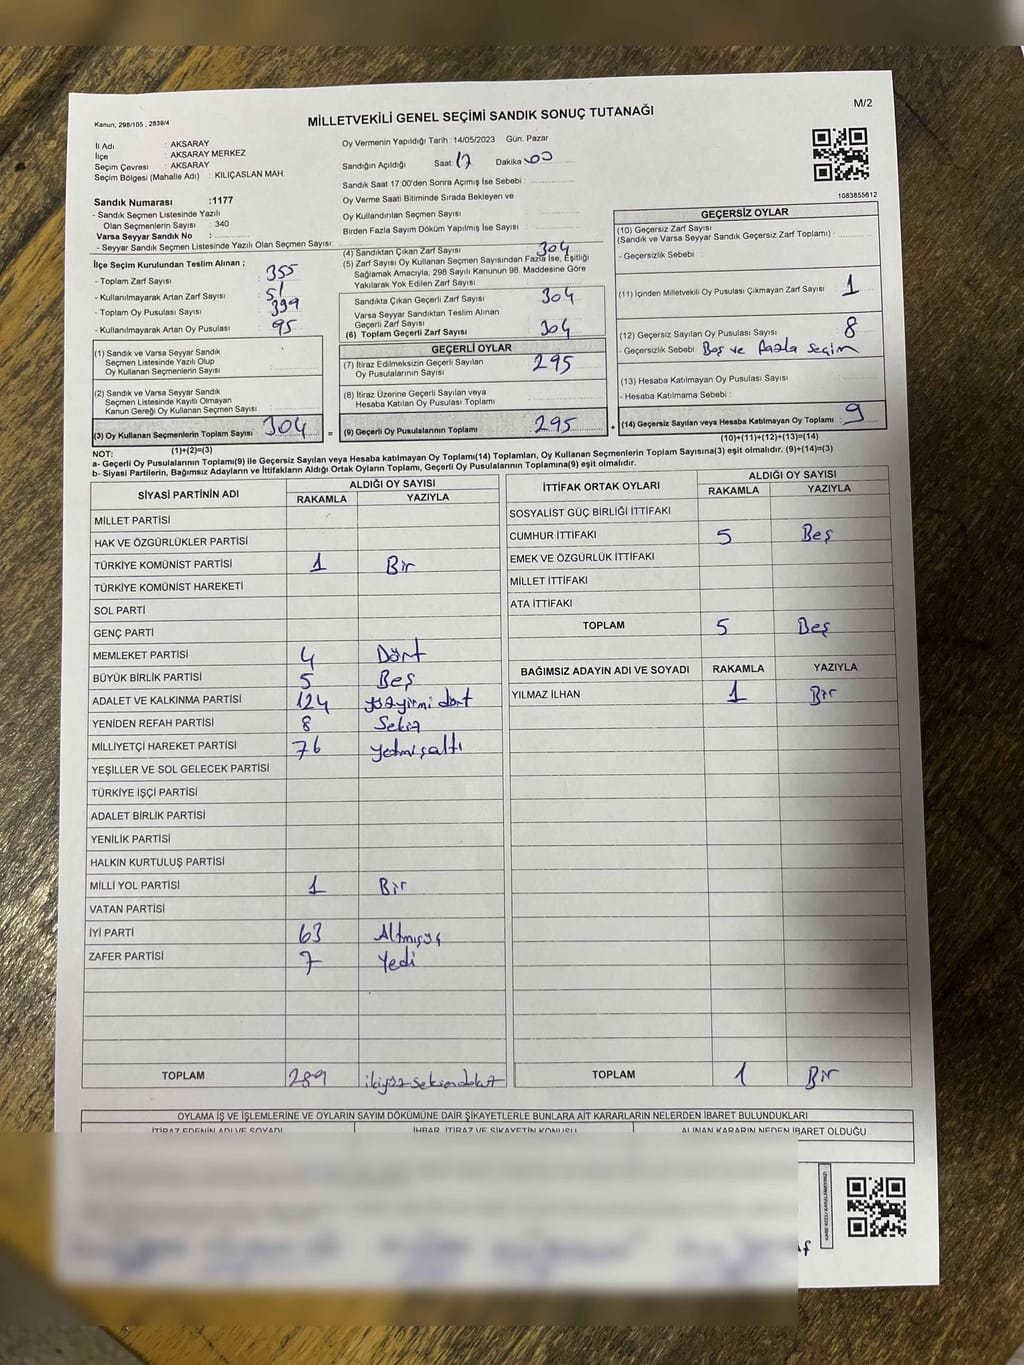 Kanun; 298/105 , 2839/4
MİLLETVEKİLİ GENEL SEÇİMİ SANDIK SONUÇ TUTANAĞI
M/2
İl Adı : AKSARAY
İlçe : AKSARAY MERKEZ
Seçim Çevresi : AKSARAY
Seçim Bölgesi (Mahalle Adı) : KILIÇASLAN MAH.
Sandık Numarası :1177
- Sandık Seçmen Listesinde Yazılı
Olan Seçmenlerin Sayısı : 340
Varsa Seyyar Sandık No :
- Seyyar Sandık Seçmen Listesinde Yazılı Olan Seçmen Sayısı:
Oy Vermenin Yapıldığı Tarih : 14/05/2023 Gün: Pazar
Sandığın Açıldığı Saat: 17 Dakika 00
Sandık Saat 17:00'den Sonra Açımış İse Sebebi :
Oy Verme Saati Bitiminde Sırada Bekleyen ve
Oy Kullandırılan Seçmen Sayısı
Birden Fazla Sayım Döküm Yapılmış İse Sayısı :
1083855612
İlçe Seçim Kurulundan Teslim Alınan ;
- Toplam Zarf Sayısı : 355
- Kullanılmayarak Artan Zarf Sayısı : 51
- Toplam Oy Pusulası Sayısı : 399
- Kullanılmayarak Artan Oy Pusulası : 95
(1) Sandık ve Varsa Seyyar Sandık
Seçmen Listesinde Yazılı Olup
Oy Kullanan Seçmenlerin Sayısı :
(2) Sandık ve Varsa Seyyar Sandık
Seçmen Listesinde Kayıtlı Olmayan
Kanun Gereği Oy Kullanan Seçmen Sayısı
(3) Oy Kullanan Seçmenlerin Toplam Sayısı 304
(1)+(2)=(3)
(4) Sandıktan Çıkan Zarf Sayısı 304
(5) Zarf Sayısı Oy Kullanan Seçmen Sayısından Fazla İse, Eşitliği
Sağlamak Amacıyla; 298 Sayılı Kanunun 98. Maddesine Göre
Yakılarak Yok Edilen Zarf Sayısı
Sandıkta Çıkan Geçerli Zarf Sayısı 304
Varsa Seyyar Sandıktan Teslim Alınan
Geçerli Zarf Sayısı
(6) Toplam Geçerli Zarf Sayısı 304
GEÇERLİ OYLAR
(7) İtiraz Edilmeksizin Geçerli Sayılan
Oy Pusulalarının Sayısı 295
(8) İtiraz Üzerine Geçerli Sayılan veya
Hesaba Katılan Oy Pusulası Toplamı
= (9) Geçerli Oy Pusulalarının Toplamı : 295
GEÇERSİZ OYLAR
(10) Geçersiz Zarf Sayısı
(Sandık ve Varsa Seyyar Sandık Geçersiz Zarf Toplamı) :
- Geçersizlik Sebebi :
(11) İçinden Milletvekili Oy Pusulası Çıkmayan Zarf Sayısı 1
(12) Geçersiz Sayılan Oy Pusulası Sayısı 8
- Geçersizlik Sebebi Boş ve fazla seçim
(13) Hesaba Katılmayan Oy Pusulası Sayısı
- Hesaba Katılmama Sebebi :
+ (14) Geçersiz Sayılan veya Hesaba Katılmayan Oy Toplamı 9
(10)+(11)+(12)+(13)=(14)
NOT:
a- Geçerli Oy Pusulalarının Toplamı(9) ile Geçersiz Sayılan veya Hesaba katılmayan Oy Toplamı(14) Toplamları, Oy Kullanan Seçmenlerin Toplam Sayısına(3) eşit olmalıdır. (9)+(14)=(3)
b- Siyasi Partilerin, Bağımsız Adayların ve İttifakların Aldığı Ortak Oyların Toplamı, Geçerli Oy Pusulalarının Toplamına(9) eşit olmalıdır.
SİYASİ PARTİNİN ADI
ALDIĞI OY SAYISI
RAKAMLA YAZIYLA
MİLLET PARTİSİ
HAK VE ÖZGÜRLÜKLER PARTİSİ
TÜRKİYE KOMÜNİST PARTİSİ 1 Bir
TÜRKİYE KOMÜNİST HAREKETİ
SOL PARTİ
GENÇ PARTİ
MEMLEKET PARTİSİ 4 Dört
BÜYÜK BİRLİK PARTİSİ 5 Beş
ADALET VE KALKINMA PARTİSİ 124 yüzyirmi dört
YENİDEN REFAH PARTİSİ 8 Sekiz
MİLLİYETÇİ HAREKET PARTİSİ 76 yetmişaltı
YEŞİLLER VE SOL GELECEK PARTİSİ
TÜRKİYE İŞÇİ PARTİSİ
ADALET BİRLİK PARTİSİ
YENİLİK PARTİSİ
HALKIN KURTULUŞ PARTİSİ
MİLLİ YOL PARTİSİ 1 Bir
VATAN PARTİSİ
İYİ PARTİ 63 Altmışüç
ZAFER PARTİSİ 7 Yedi
TOPLAM 289 ikiyüz seksendokuz
İTTİFAK ORTAK OYLARI
ALDIĞI OY SAYISI
RAKAMLA YAZIYLA
SOSYALİST GÜÇ BİRLİĞİ İTTİFAKI
CUMHUR İTTİFAKI 5 Beş
EMEK VE ÖZGÜRLÜK İTTİFAKI
MİLLET İTTİFAKI
ATA İTTİFAKI
TOPLAM 5 Beş
BAĞIMSIZ ADAYIN ADI VE SOYADI RAKAMLA YAZIYLA
YILMAZ İLHAN 1 Bir
TOPLAM 1 Bir
OYLAMA İŞ VE İŞLEMLERİNE VE OYLARIN SAYIM DÖKÜMÜNE DAİR ŞİKAYETLERLE BUNLARA AİT KARARLARIN NELERDEN İBARET BULUNDUKLARI
İTİRAZ EDENİN ADI VE SOYADI İHBAR, İTİRAZ VE ŞİKAYETİN KONUSU ALINAN KARARIN NEDEN İBARET OLDUĞU